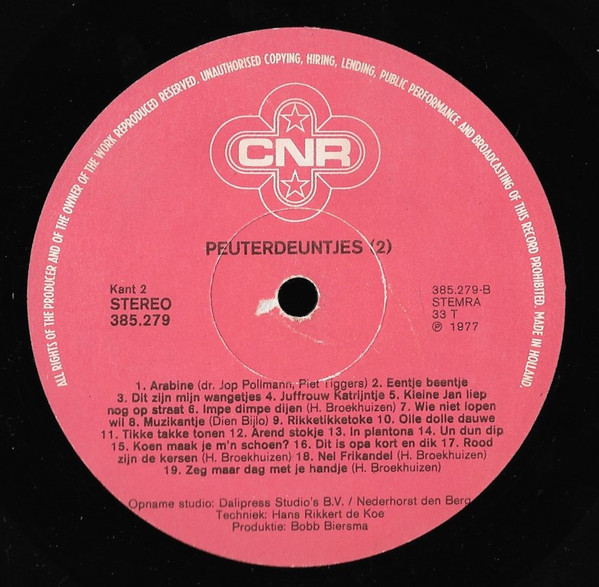 ALL RIGHTS OF THE PRODUCER AND OF THE OWNER OF THE WORK REPRODUCED RESERVED. UNAUTHORISED COPYING, HIRING, LENDING, PUBLIC PERFORMANCE AND BROADCASTING OF THIS RECORD PROHIBITED. MADE IN HOLLAND.
CNR
PEUTERDEUNTJES (2)
Kant 2
STEREO
385.279
385.279-B
STEMRA
33 T
℗ 1977
1. Arabine (dr. Jop Pollmann, Piet Tiggers) 2. Eentje beentje
3. Dit zijn mijn wangetjes 4. Juffrouw Katrijntje 5. Kleine Jan liep
nog op straat 6. Impe dimpe dijen (H. Broekhuizen) 7. Wie niet lopen
wil 8. Muzikantje (Dien Bijlo) 9. Rikketikketoke 10. Olle dolle dauwe
11. Tikke takke tonen 12. Arend stokje 13. In plantona 14. Un dun dip
15. Koen maak je m'n schoen? 16. Dit is opa kort en dik 17. Rood
zijn de kersen (H. Broekhuizen) 18. Nel Frikandel (H. Broekhuizen)
19. Zeg maar dag met je handje (H. Broekhuizen)
Opname studio: Dalipress Studio's B.V. / Nederhorst den Berg
Techniek: Hans Rikkert de Koe
Produktie: Bobb Biersma